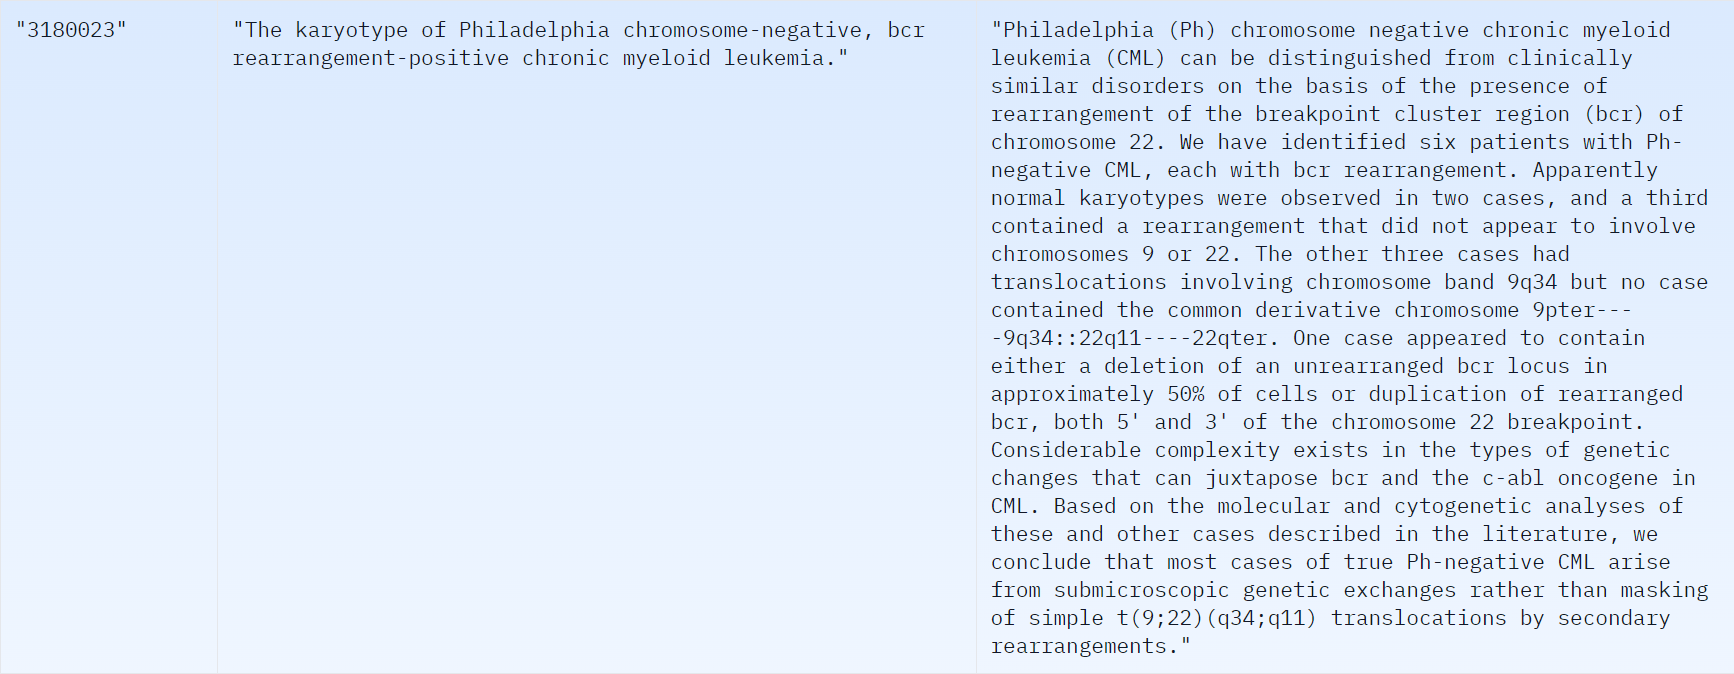 "3180023"
"The karyotype of Philadelphia chromosome-negative, bcr
rearrangement-positive chronic myeloid leukemia."
"Philadelphia (Ph) chromosome negative chronic myeloid
leukemia (CML) can be distinguished from clinically
similar disorders on the basis of the presence of
rearrangement of the breakpoint cluster region (bcr) of
chromosome 22. We have identified six patients with Ph-
negative CML, each with bcr rearrangement. Apparently
normal karyotypes were observed in two cases, and a third
contained a rearrangement that did not appear to involve
chromosomes 9 or 22. The other three cases had
translocations involving chromosome band 9q34 but no case
contained the common derivative chromosome 9pter---
-9q34::22q11----22qter. One case appeared to contain
either a deletion of an unrearranged bcr locus in
approximately 50% of cells or duplication of rearranged
bcr, both 5' and 3' of the chromosome 22 breakpoint.
Considerable complexity exists in the types of genetic
changes that can juxtapose bcr and the c-abl oncogene in
CML. Based on the molecular and cytogenetic analyses of
these and other cases described in the literature, we
conclude that most cases of true Ph-negative CML arise
from submicroscopic genetic exchanges rather than masking
of simple t(9;22)(q34;q11) translocations by secondary
rearrangements."